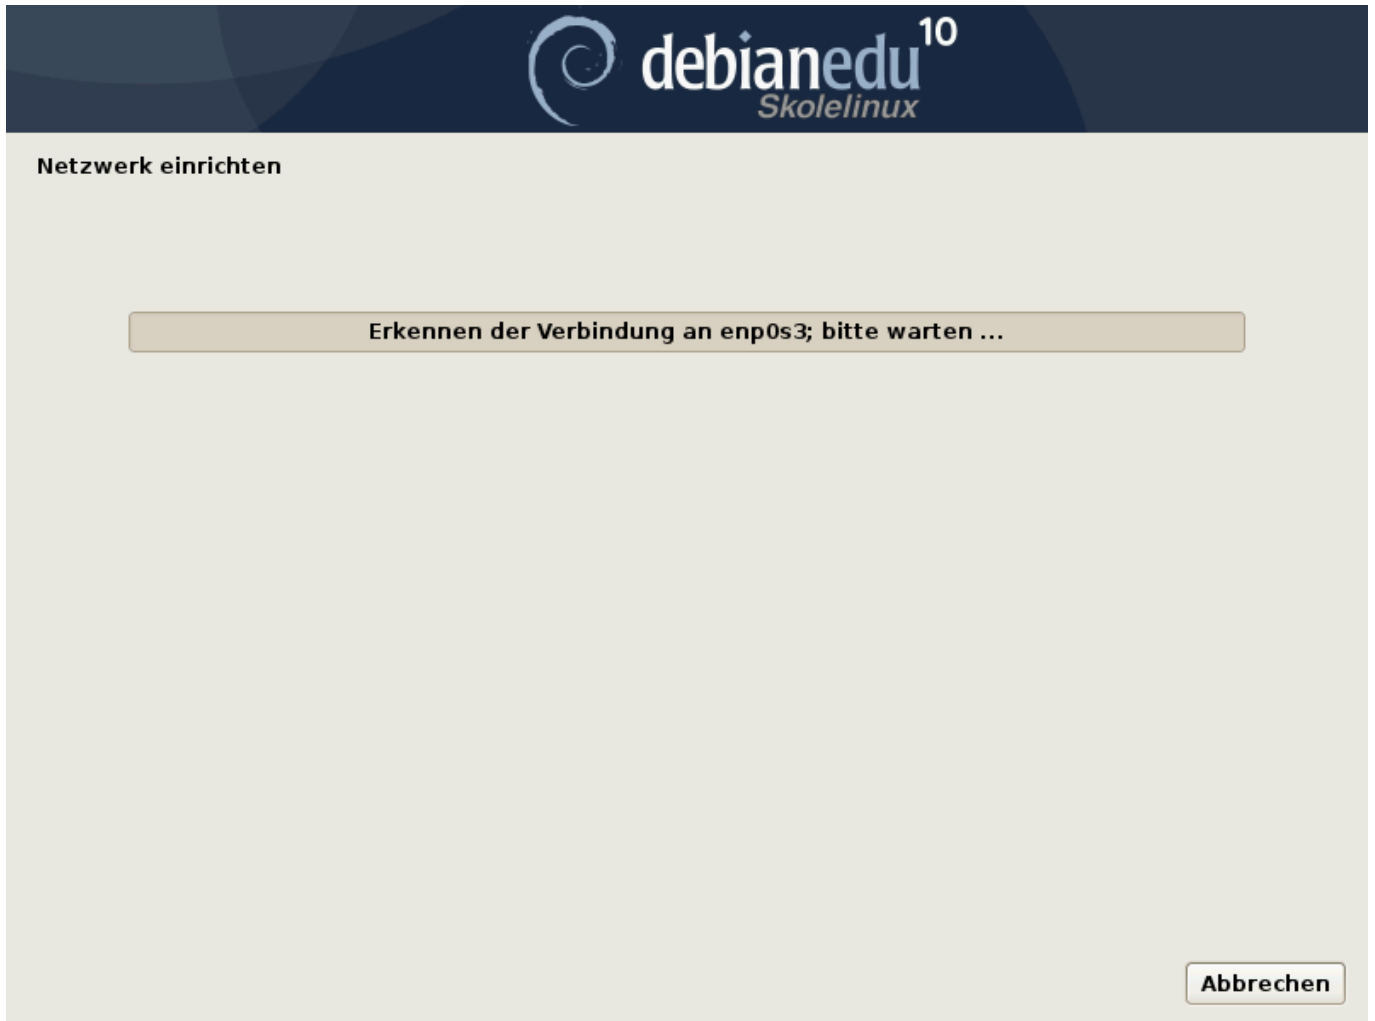 debianedu 10
Skolelinux
Netzwerk einrichten
Erkennen der Verbindung an enp0s3; bitte warten ...
Abbrechen